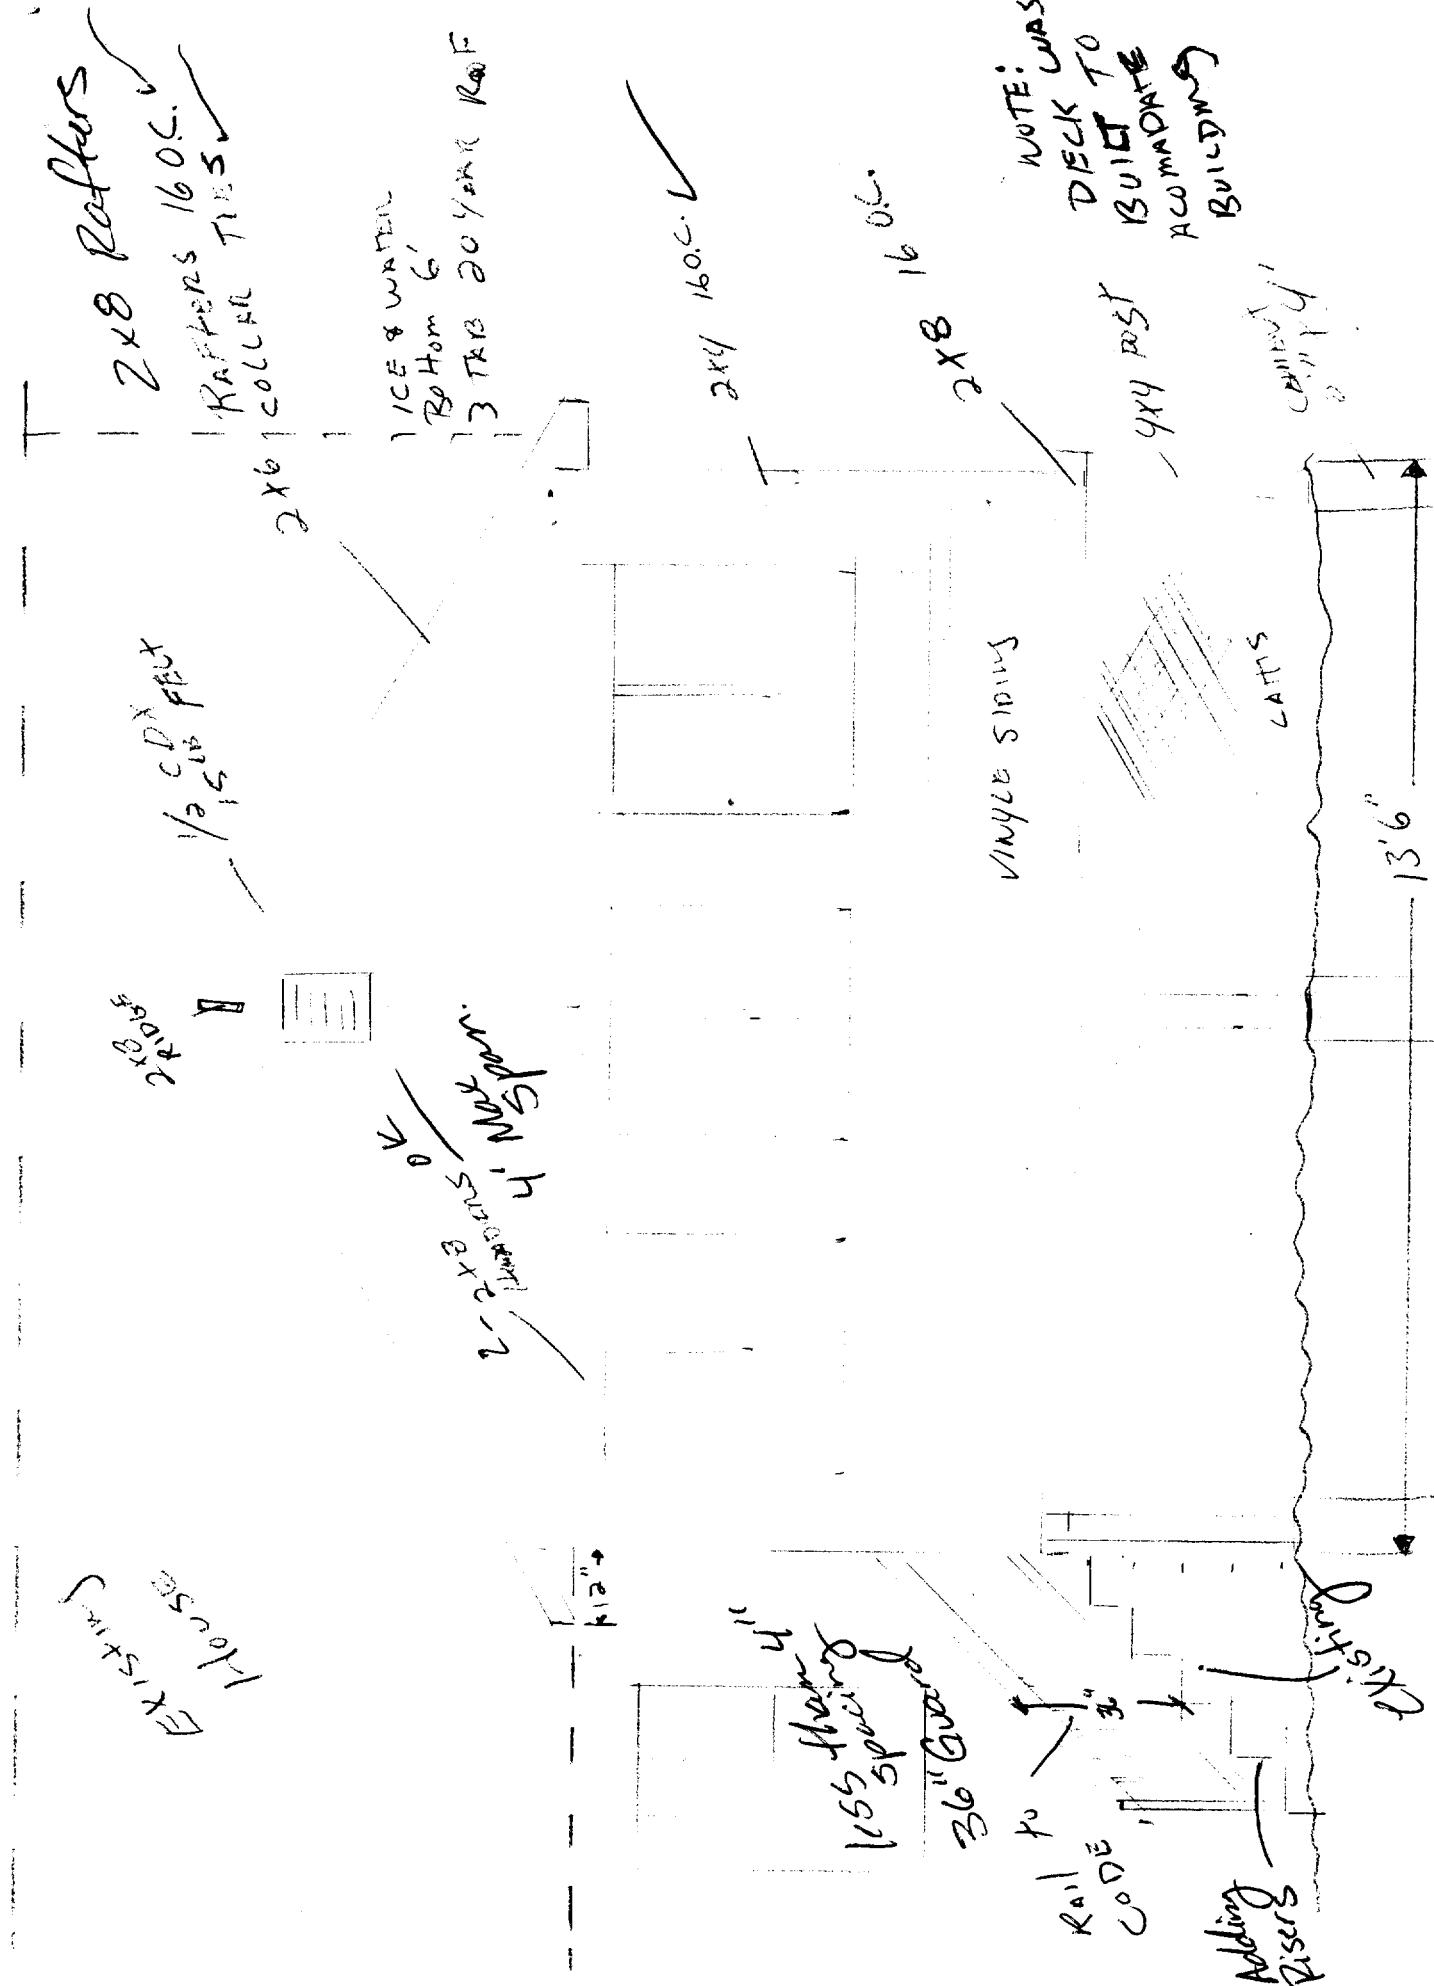 2x8 Rafters
RAFTERS 16 O.C.
COLLAR TIES
2x6
ICE & WATER
BOTTOM 6'
3 TAB 20 YEAR ROOF
1/2 CDX
15 LB FELT
2x8
RIDGE
EXISTING
HOUSE
OK
2-2x8
HEADERS
4' Max
Span.
12"
2x4 16 O.C.
2x8 16 O.C.
NOTE:
DECK WAS
BUILT TO
ACOMADATE
BUILDING
VINYLE SIDING
4x4 POST
4'
LATTIS
less than 4"
spacing
36" Guard
36"
RAIL TO
CODE
Adding
Risers
existing
13'6"